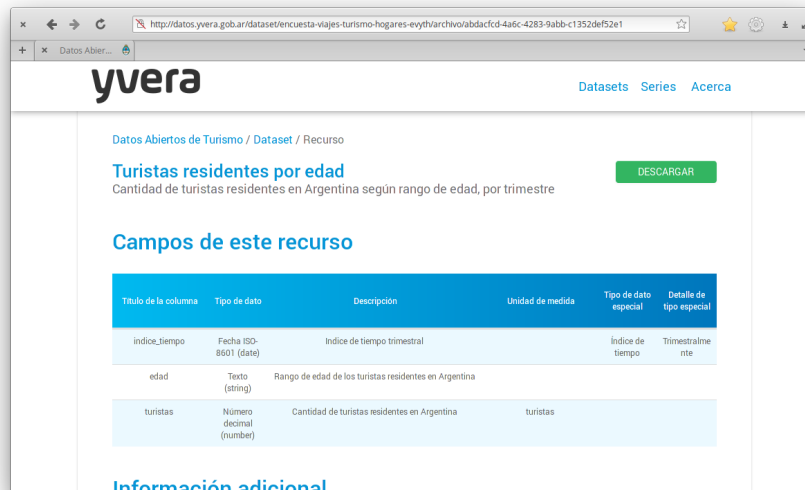 http://datos.yvera.gob.ar/dataset/encuesta-viajes-turismo-hogares-evyth/archivo/abdacfcd-4a6c-4283-9abb-c1352def52e1
Datos Abier...
yvera
Datasets Series Acerca
Datos Abiertos de Turismo / Dataset / Recurso
Turistas residentes por edad
DESCARGAR
Cantidad de turistas residentes en Argentina según rango de edad, por trimestre
Campos de este recurso
Título de la columna
Tipo de dato
Descripción
Unidad de medida
Tipo de dato
especial
Detalle de
tipo especial
indice_tiempo
Fecha ISO-
8601 (date)
Indice de tiempo trimestral
Índice de
tiempo
Trimestralme
nte
edad
Texto
(string)
Rango de edad de los turistas residentes en Argentina
turistas
Número
decimal
(number)
Cantidad de turistas residentes en Argentina
turistas
Información adicional